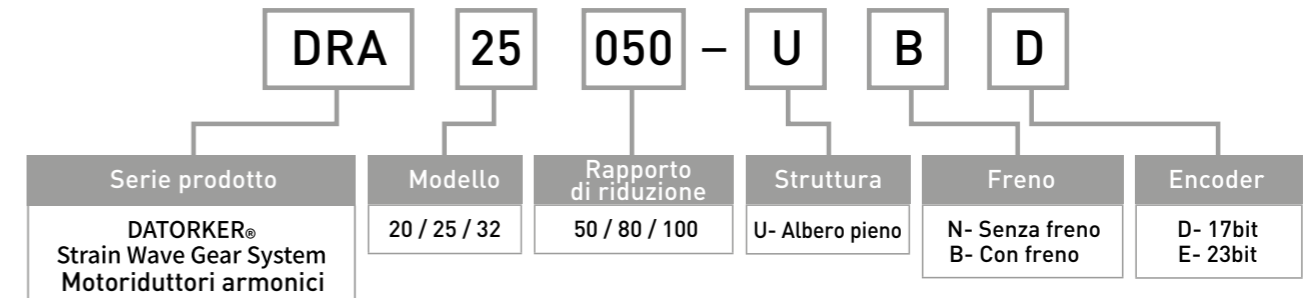 DRA 25 050 – U B D
Serie prodotto
DATORKER®
Strain Wave Gear System
Motoriduttori armonici
Modello
20 / 25 / 32
Rapporto
di riduzione
50 / 80 / 100
Struttura
U- Albero pieno
Freno
N- Senza freno
B- Con freno
Encoder
D- 17bit
E- 23bit